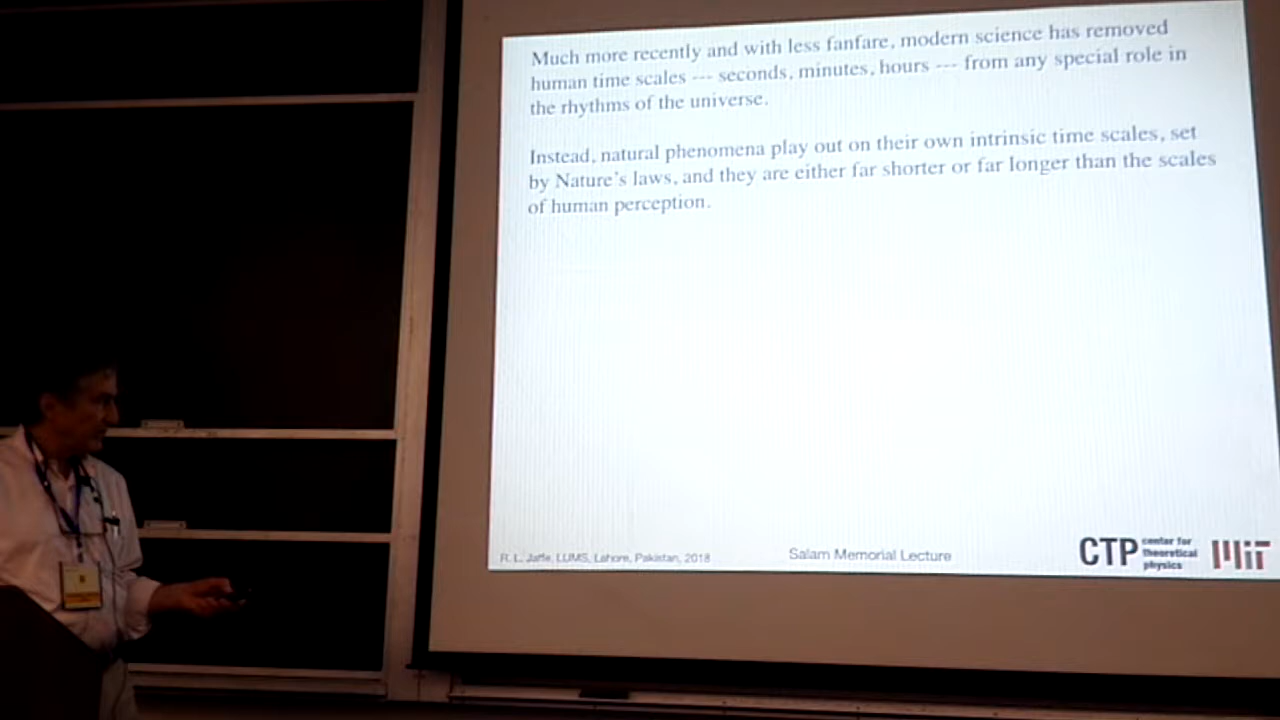 Much more recently and with less fanfare, modern science has removed
human time scales --- seconds, minutes, hours --- from any special role in
the rhythms of the universe.
Instead, natural phenomena play out on their own intrinsic time scales, set
by Nature's laws, and they are either far shorter or far longer than the scales
of human perception.
R. L. Jaffe, LUMS, Lahore, Pakistan, 2018
Salam Memorial Lecture
CTP
center for
theoretical
physics
MIT